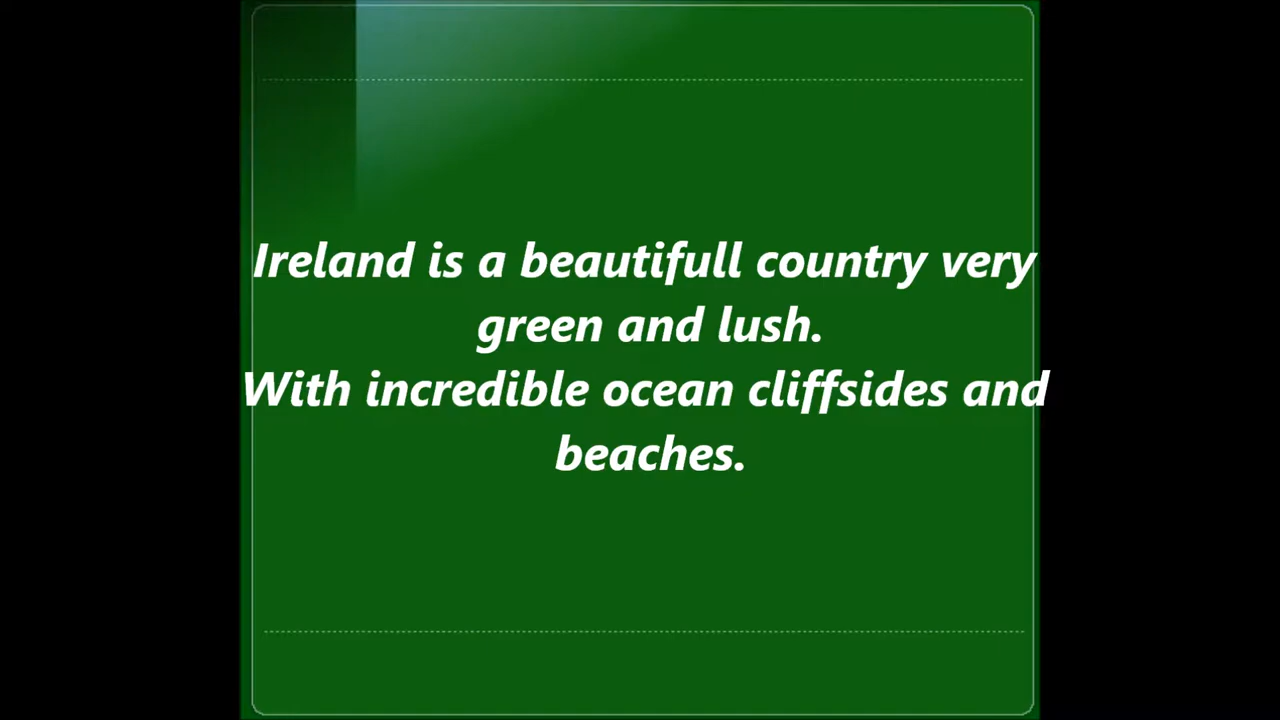 Ireland is a beautifull country very
green and lush.
With incredible ocean cliffsides and
beaches.